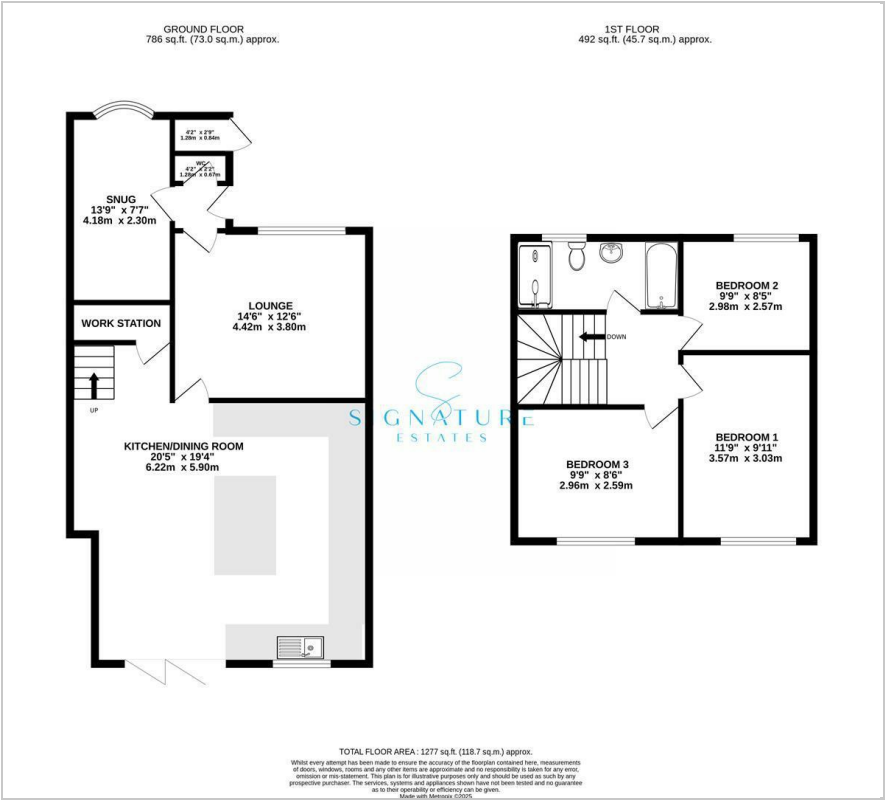 GROUND FLOOR
786 sq.ft. (73.0 sq.m.) approx.
1ST FLOOR
492 sq.ft. (45.7 sq.m.) approx.
4'2" x 2'9"
1.28m x 0.84m
WC
4'2" x 2'2"
1.28m x 0.67m
SNUG
13'9" x 7'7"
4.18m x 2.30m
LOUNGE
14'6" x 12'6"
4.42m x 3.80m
WORK STATION
UP
KITCHEN/DINING ROOM
20'5" x 19'4"
6.22m x 5.90m
S
SIGNATURE
ESTATES
BEDROOM 2
9'9" x 8'5"
2.98m x 2.57m
DOWN
BEDROOM 1
11'9" x 9'11"
3.57m x 3.03m
BEDROOM 3
9'9" x 8'6"
2.96m x 2.59m
TOTAL FLOOR AREA : 1277 sq.ft. (118.7 sq.m.) approx.
Whilst every attempt has been made to ensure the accuracy of the floorplan contained here, measurements
of doors, windows, rooms and any other items are approximate and no responsibility is taken for any error,
omission or mis-statement. This plan is for illustrative purposes only and should be used as such by any
prospective purchaser. The services, systems and appliances shown have not been tested and no guarantee
as to their operability or efficiency can be given.
Made with Metropix ©2025